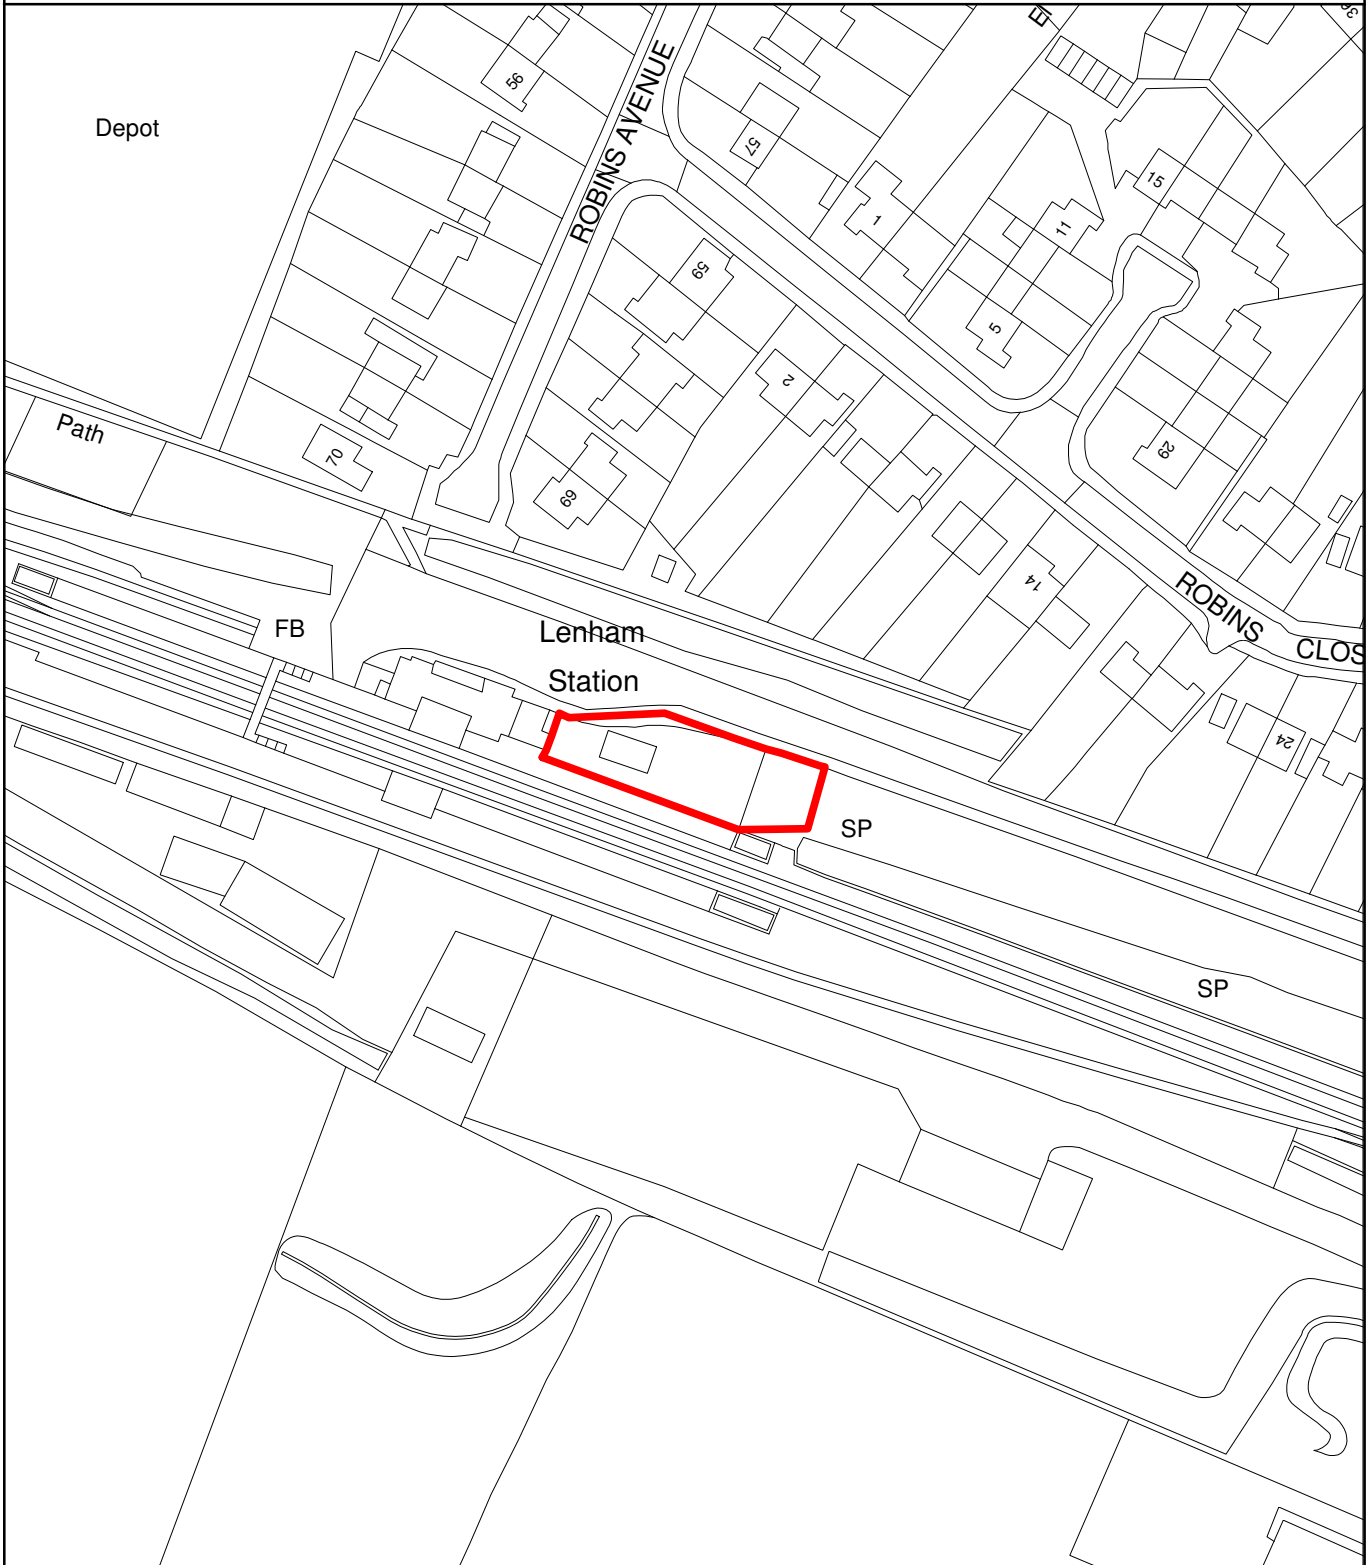 56
ROBINS AVENUE
Depot
57
15
1
11
59
5
2
Path
70
69
29
14
ROBINS
CLOS
FB
Lenham
Station
24
SP
SP